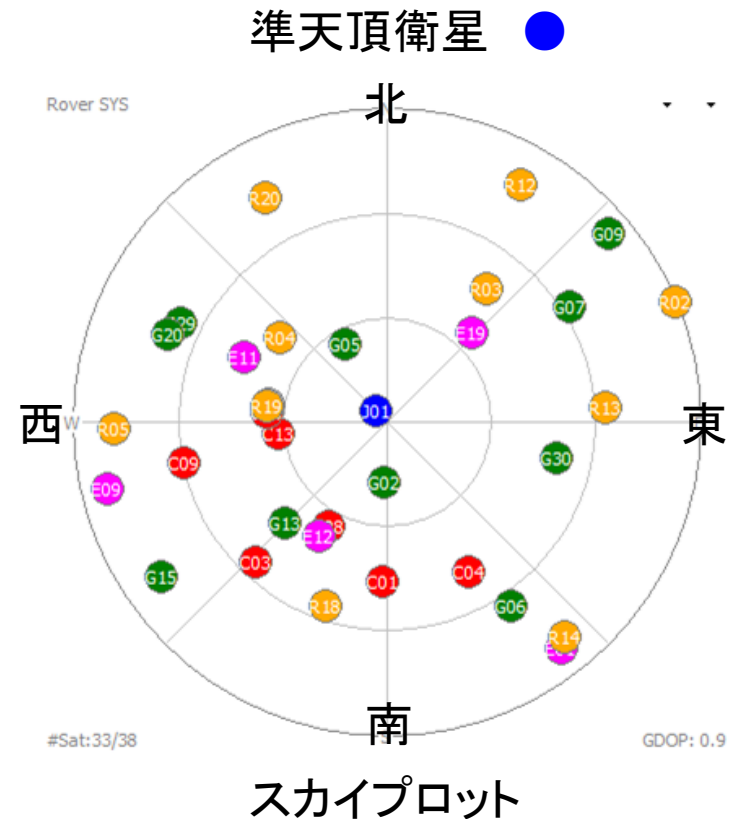 準天頂衛星
Rover SYS
北
R20
R12
G09
R02
R03
G07
G20
R04
E19
G05
E11
J01
R19
R13
西
W
R05
C13
東
C09
G30
E09
G02
G13
E12
C03
G15
C01
C04
R18
G06
R14
南
#Sat:33/38
GDOP: 0.9
スカイプロット